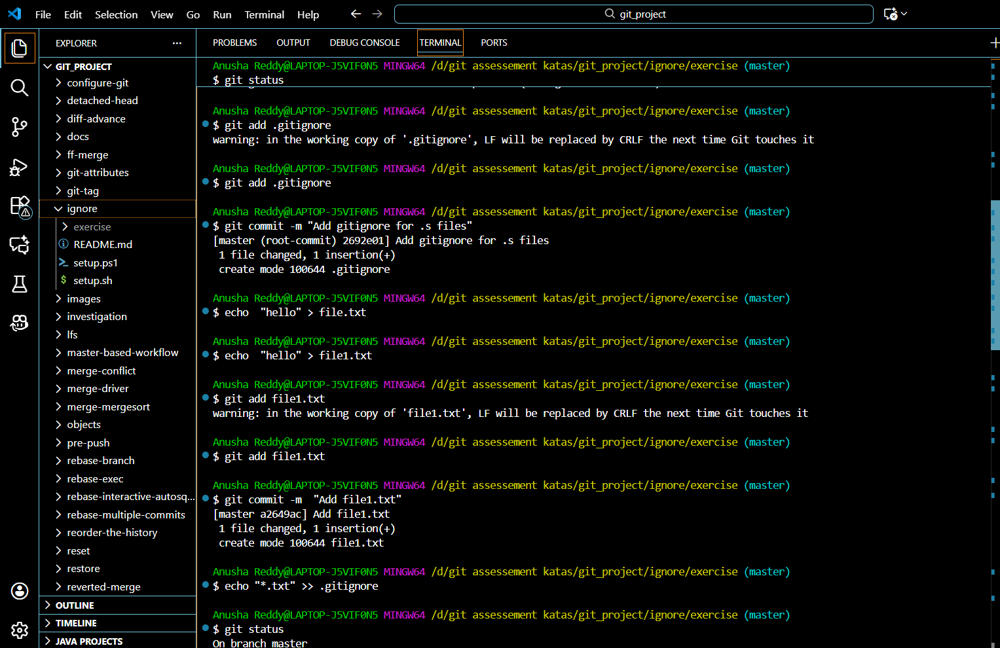 File Edit Selection View Go Run Terminal Help
git_project
EXPLORER
GIT_PROJECT
configure-git
detached-head
diff-advance
docs
ff-merge
git-attributes
git-tag
ignore
exercise
README.md
setup.ps1
$ setup.sh
images
investigation
lfs
master-based-workflow
merge-conflict
merge-driver
merge-mergesort
objects
pre-push
rebase-branch
rebase-exec
rebase-interactive-autosq...
rebase-multiple-commits
reorder-the-history
reset
restore
reverted-merge
OUTLINE
TIMELINE
JAVA PROJECTS
PROBLEMS OUTPUT DEBUG CONSOLE TERMINAL PORTS
Anusha Reddy@LAPTOP-J5VIF0N5 MINGW64 /d/git assessement katas/git_project/ignore/exercise (master)
$ git status
Anusha Reddy@LAPTOP-J5VIF0N5 MINGW64 /d/git assessement katas/git_project/ignore/exercise (master)
$ git add .gitignore
warning: in the working copy of '.gitignore', LF will be replaced by CRLF the next time Git touches it
Anusha Reddy@LAPTOP-J5VIF0N5 MINGW64 /d/git assessement katas/git_project/ignore/exercise (master)
$ git add .gitignore
Anusha Reddy@LAPTOP-J5VIF0N5 MINGW64 /d/git assessement katas/git_project/ignore/exercise (master)
$ git commit -m "Add gitignore for .s files"
[master (root-commit) 2692e01] Add gitignore for .s files
1 file changed, 1 insertion(+)
create mode 100644 .gitignore
Anusha Reddy@LAPTOP-J5VIF0N5 MINGW64 /d/git assessement katas/git_project/ignore/exercise (master)
$ echo  "hello" > file.txt
Anusha Reddy@LAPTOP-J5VIF0N5 MINGW64 /d/git assessement katas/git_project/ignore/exercise (master)
$ echo  "hello" > file1.txt
Anusha Reddy@LAPTOP-J5VIF0N5 MINGW64 /d/git assessement katas/git_project/ignore/exercise (master)
$ git add file1.txt
warning: in the working copy of 'file1.txt', LF will be replaced by CRLF the next time Git touches it
Anusha Reddy@LAPTOP-J5VIF0N5 MINGW64 /d/git assessement katas/git_project/ignore/exercise (master)
$ git add file1.txt
Anusha Reddy@LAPTOP-J5VIF0N5 MINGW64 /d/git assessement katas/git_project/ignore/exercise (master)
$ git commit -m  "Add file1.txt"
[master a2649ac] Add file1.txt
1 file changed, 1 insertion(+)
create mode 100644 file1.txt
Anusha Reddy@LAPTOP-J5VIF0N5 MINGW64 /d/git assessement katas/git_project/ignore/exercise (master)
$ echo "*.txt" >> .gitignore
Anusha Reddy@LAPTOP-J5VIF0N5 MINGW64 /d/git assessement katas/git_project/ignore/exercise (master)
$ git status
On branch master